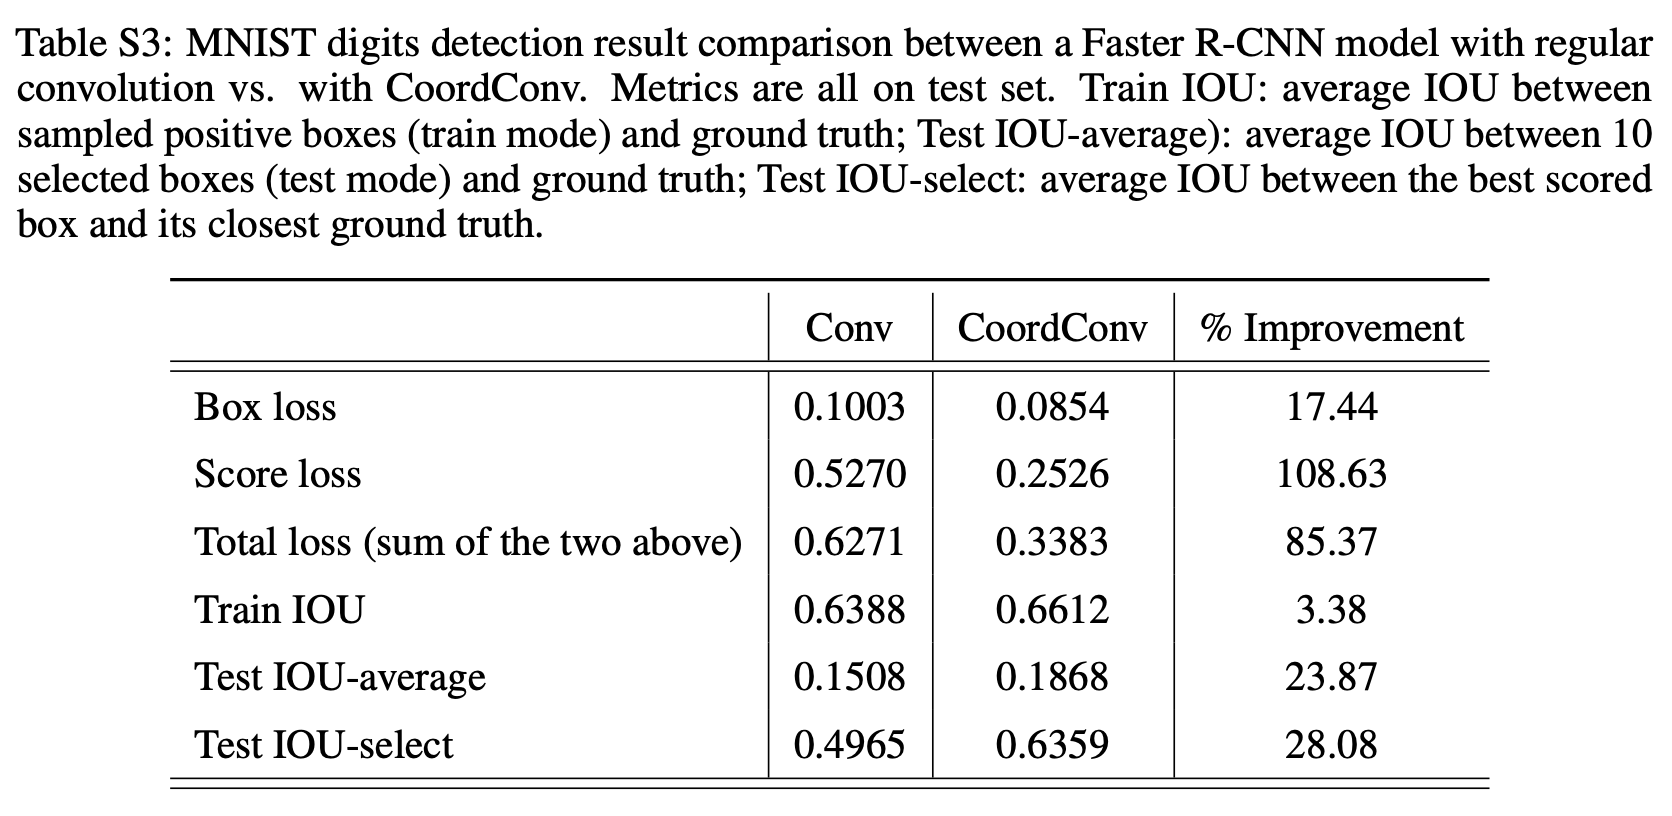 Table S3: MNIST digits detection result comparison between a Faster R-CNN model with regular
convolution vs. with CoordConv. Metrics are all on test set. Train IOU: average IOU between
sampled positive boxes (train mode) and ground truth; Test IOU-average): average IOU between 10
selected boxes (test mode) and ground truth; Test IOU-select: average IOU between the best scored
box and its closest ground truth.
Conv CoordConv % Improvement
Box loss 0.1003 0.0854 17.44
Score loss 0.5270 0.2526 108.63
Total loss (sum of the two above) 0.6271 0.3383 85.37
Train IOU 0.6388 0.6612 3.38
Test IOU-average 0.1508 0.1868 23.87
Test IOU-select 0.4965 0.6359 28.08